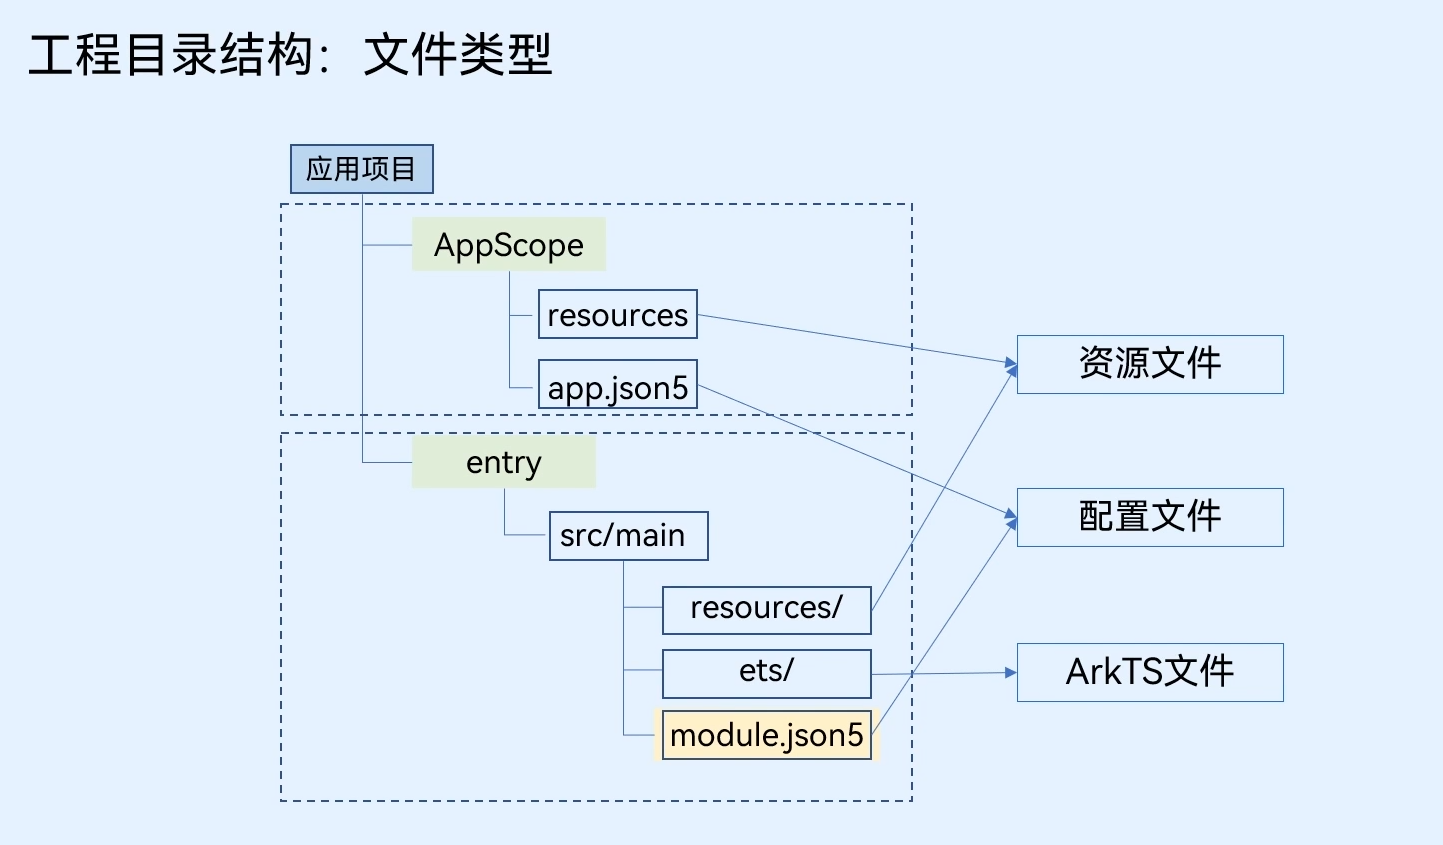 工程目录结构：文件类型
应用项目
AppScope
resources
app.json5
entry
src/main
resources/
ets/
module.json5
资源文件
配置文件
ArkTS文件